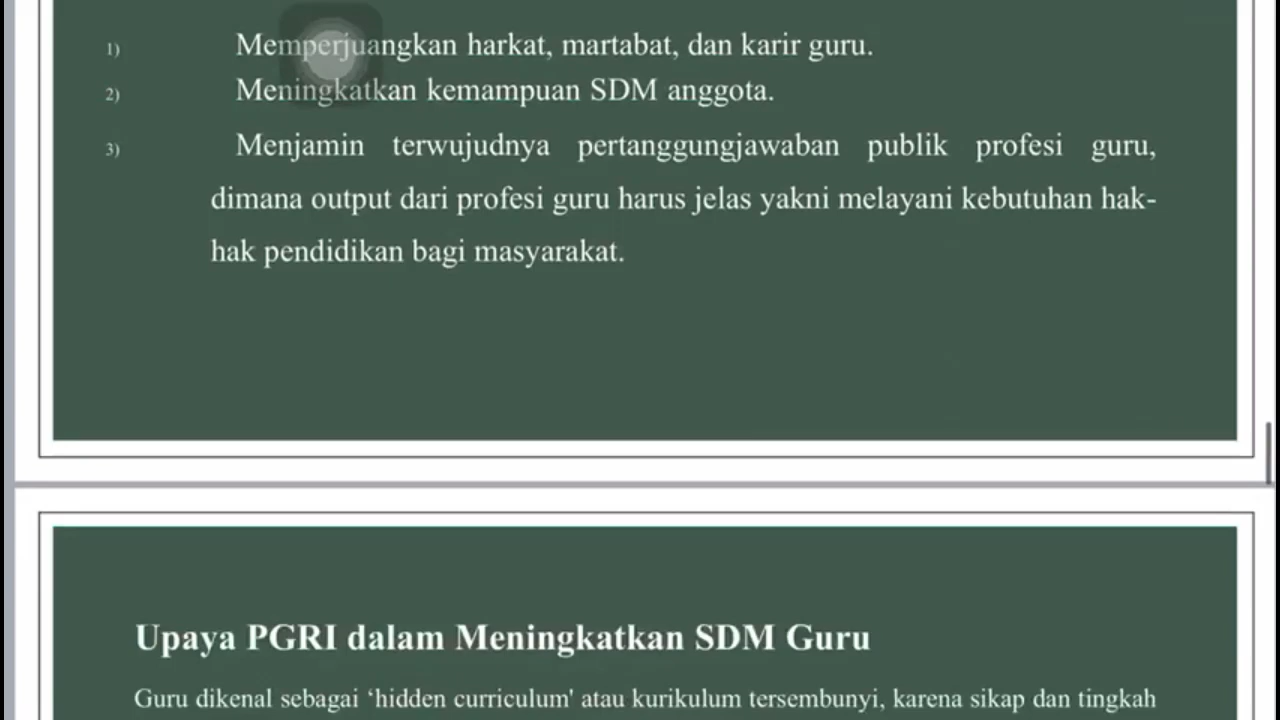 1) Memperjuangkan harkat, martabat, dan karir guru.
2) Meningkatkan kemampuan SDM anggota.
3) Menjamin terwujudnya pertanggungjawaban publik profesi guru,
dimana output dari profesi guru harus jelas yakni melayani kebutuhan hak-
hak pendidikan bagi masyarakat.
Upaya PGRI dalam Meningkatkan SDM Guru
Guru dikenal sebagai ‘hidden curriculum' atau kurikulum tersembunyi, karena sikap dan tingkah